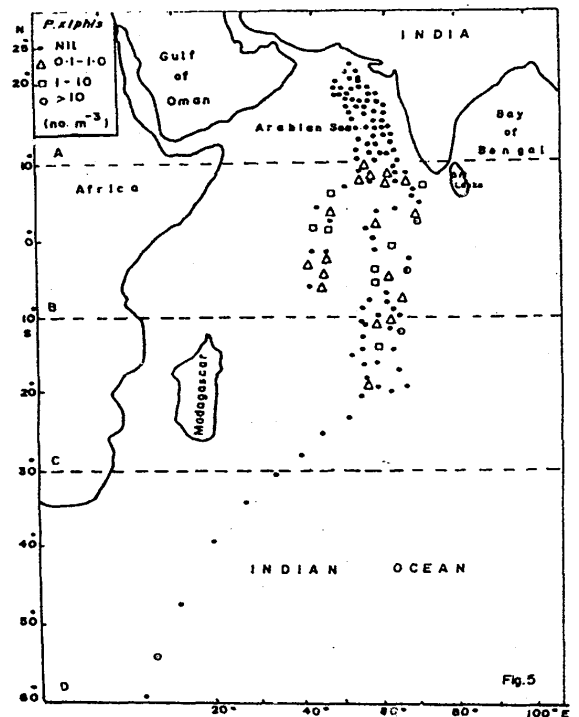 P.xiphis
• Nil
△ 0·1–1·0
□ 1–10
○ >10
(no. m⁻³)
N
25°
20°
10°
0°
10°
S
20°
30°
40°
50°
60°
INDIA
Gulf
of
Oman
Arabian Sea
Bay
of
Bengal
Sri
Lanka
A
Africa
B
Madagascar
C
INDIAN OCEAN
D
Fig.5
20°
40°
60°
80°
100°E